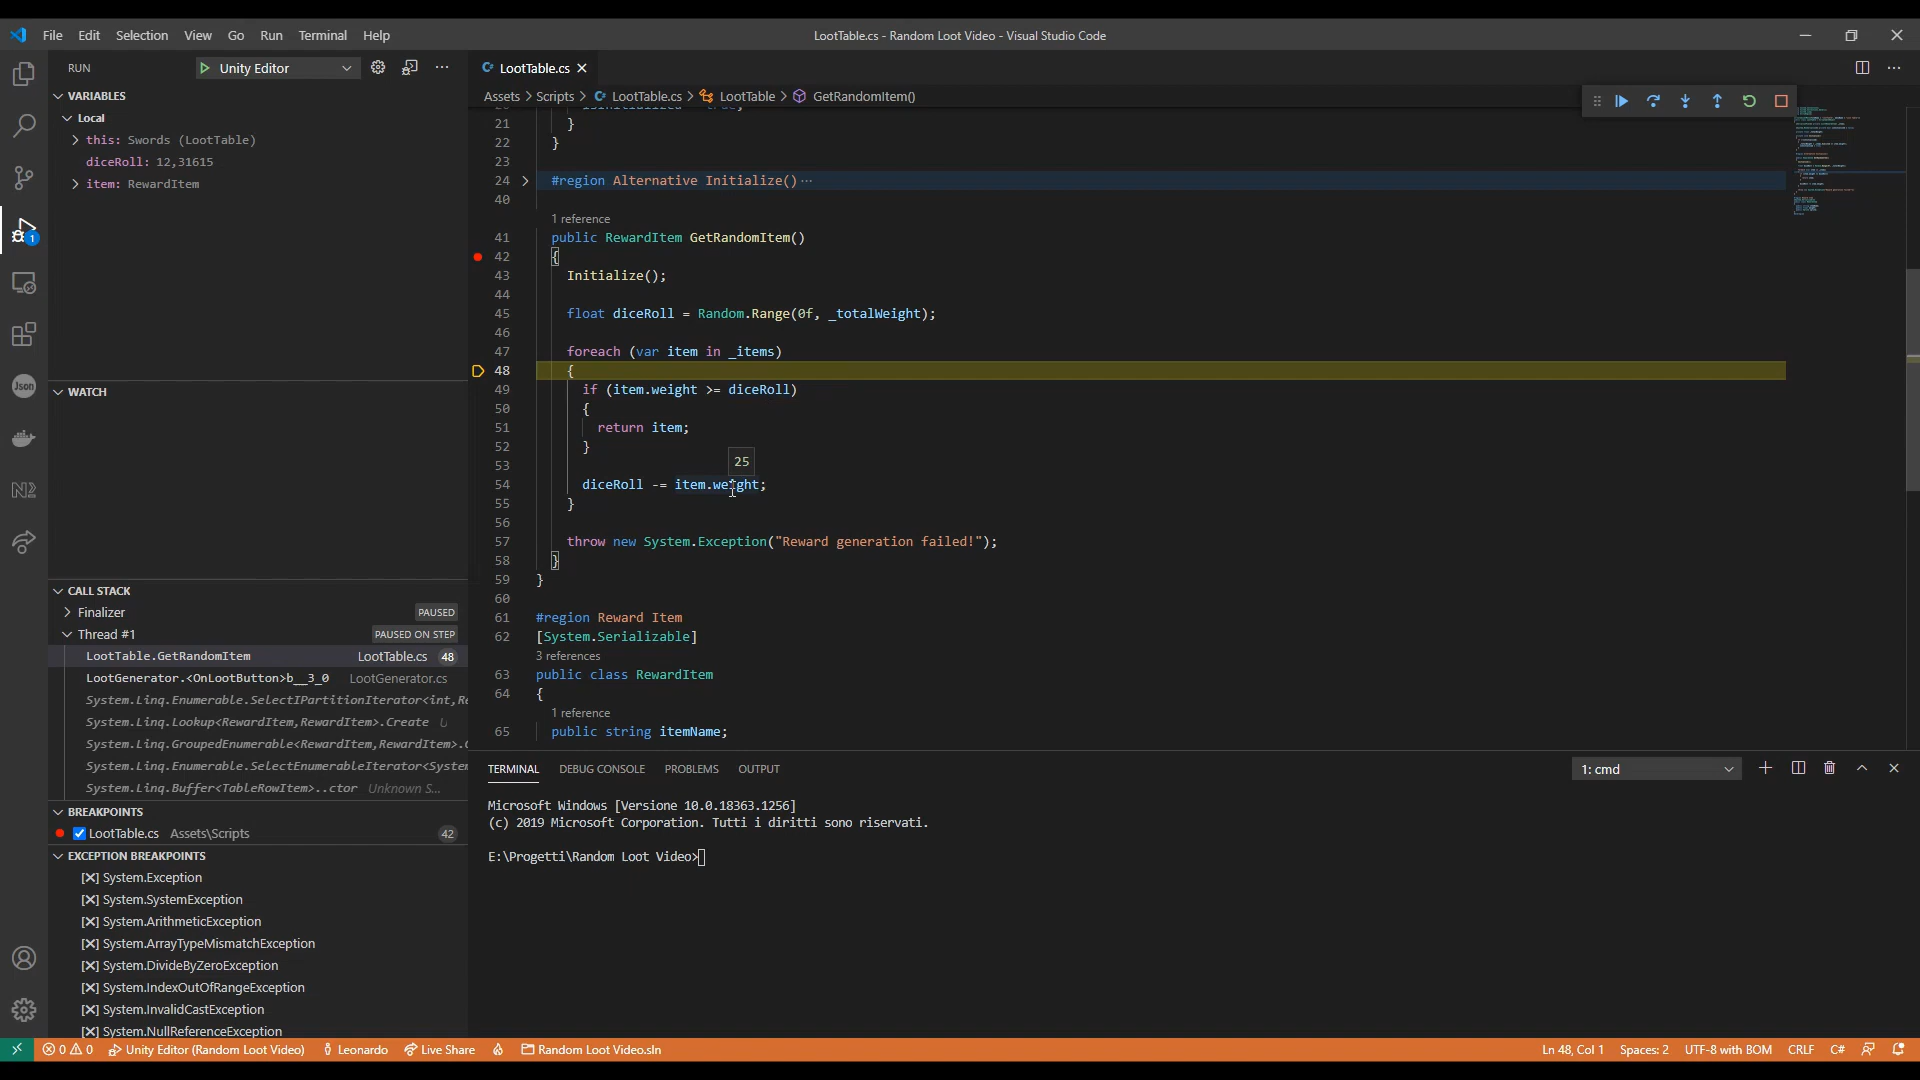 File Edit Selection View Go Run Terminal Help
LootTable.cs - Random Loot Video - Visual Studio Code
RUN
Unity Editor
VARIABLES
Local
this: Swords (LootTable)
diceRoll: 12,31615
item: RewardItem
WATCH
CALL STACK
Finalizer PAUSED
Thread #1 PAUSED ON STEP
LootTable.GetRandomItem LootTable.cs 48
LootGenerator.<OnLootButton>b__3_0 LootGenerator.cs
System.Linq.Enumerable.SelectIPartitionIterator<int,Re
System.Linq.Lookup<RewardItem,RewardItem>.Create U
System.Linq.GroupedEnumerable<RewardItem,RewardItem>.G
System.Linq.Enumerable.SelectEnumerableIterator<System
System.Linq.Buffer<TableRowItem>..ctor Unknown S...
BREAKPOINTS
LootTable.cs Assets\Scripts 42
EXCEPTION BREAKPOINTS
System.Exception
System.SystemException
System.ArithmeticException
System.ArrayTypeMismatchException
System.DivideByZeroException
System.IndexOutOfRangeException
System.InvalidCastException
System.NullReferenceException
LootTable.cs
Assets > Scripts > LootTable.cs > LootTable > GetRandomItem()
21 }
22 }
23
24 #region Alternative Initialize() ...
40
1 reference
41 public RewardItem GetRandomItem()
42 {
43 Initialize();
44
45 float diceRoll = Random.Range(0f, _totalWeight);
46
47 foreach (var item in _items)
48 {
49 if (item.weight >= diceRoll)
50 {
51 return item;
52 }
53
25
54 diceRoll -= item.weight;
55 }
56
57 throw new System.Exception("Reward generation failed!");
58 }
59 }
60
61 #region Reward Item
62 [System.Serializable]
3 references
63 public class RewardItem
64 {
1 reference
65 public string itemName;
TERMINAL DEBUG CONSOLE PROBLEMS OUTPUT
1: cmd
Microsoft Windows [Versione 10.0.18363.1256]
(c) 2019 Microsoft Corporation. Tutti i diritti sono riservati.
E:\Progetti\Random Loot Video>
Json
1
0 0 Unity Editor (Random Loot Video) Leonardo Live Share Random Loot Video.sln
Ln 48, Col 1 Spaces: 2 UTF-8 with BOM CRLF C#